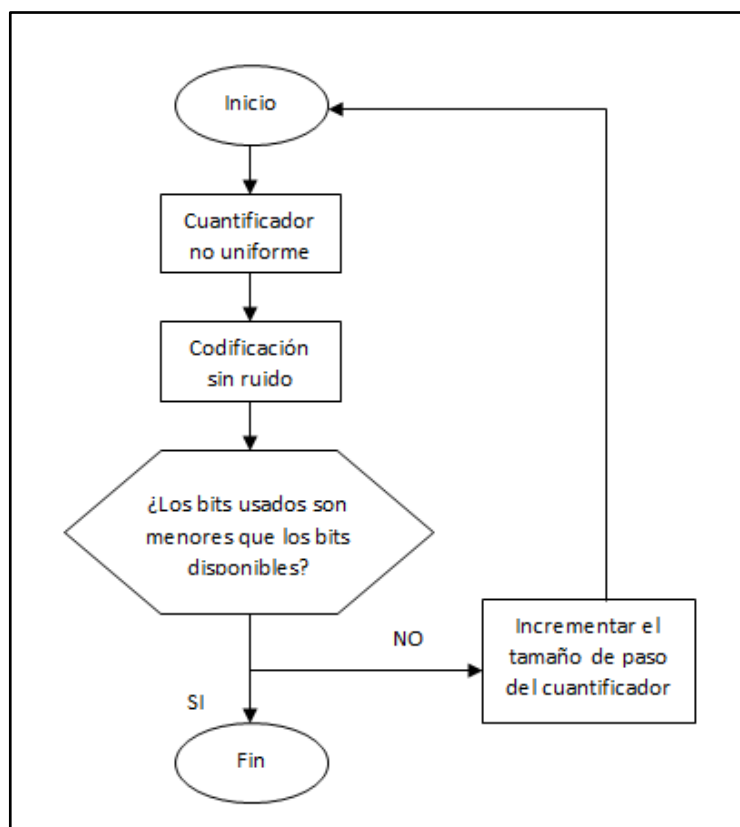 Inicio
Cuantificador
no uniforme
Codificación
sin ruido
¿Los bits usados son
menores que los bits
disponibles?
NO
Incrementar el
tamaño de paso
del cuantificador
SI
Fin